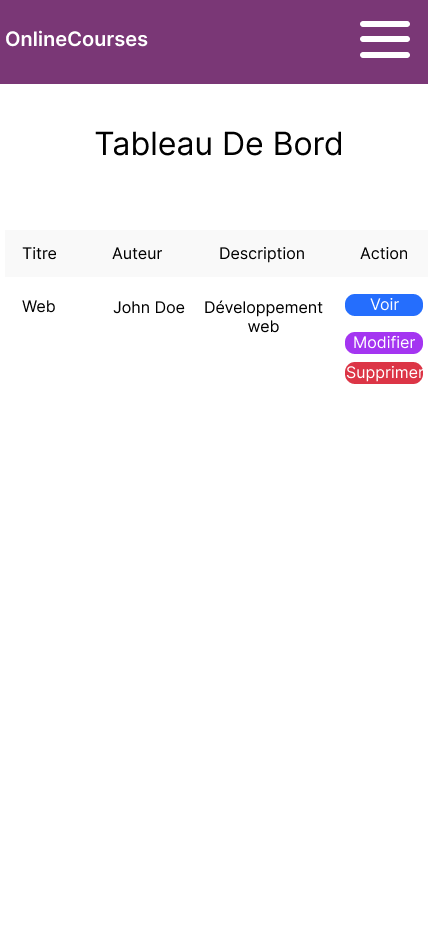 OnlineCourses
Tableau De Bord
Titre Auteur Description Action
Web John Doe Développement web Voir
Modifier
Supprimer